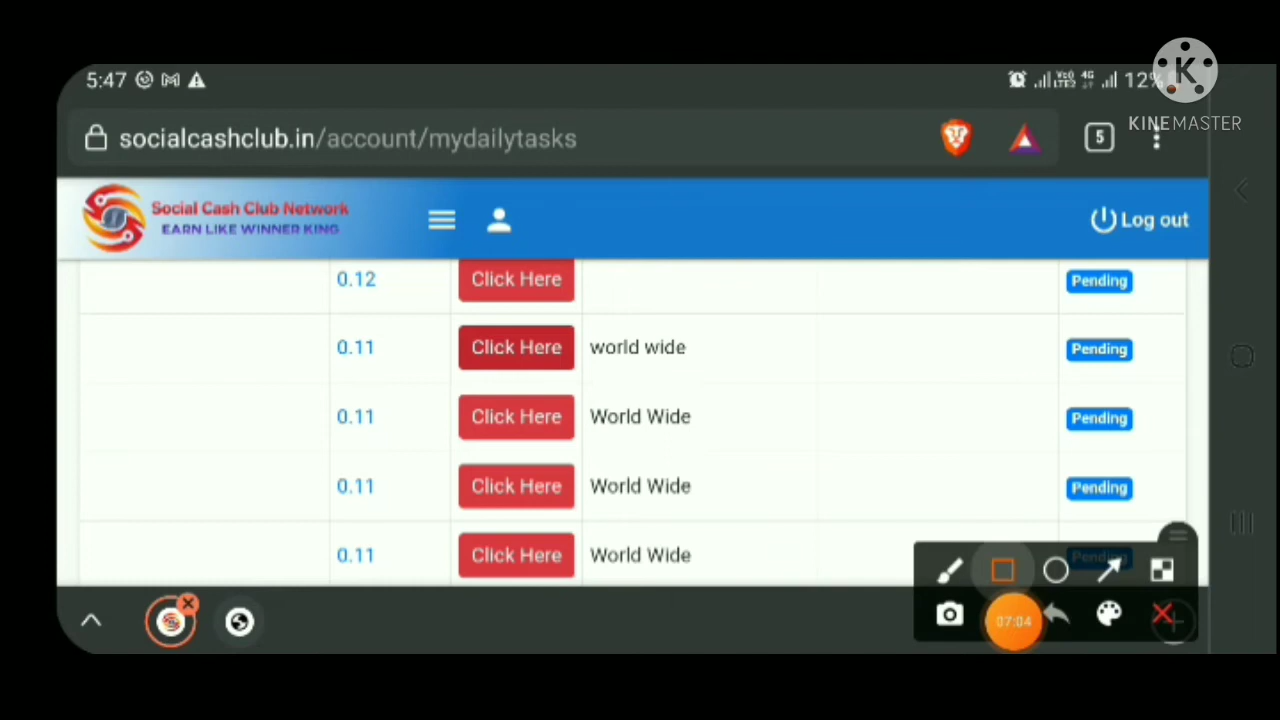 5:47 12%
KINEMASTER
socialcashclub.in/account/mydailytasks 5
Social Cash Club Network
EARN LIKE WINNER KING
Log out
0.12 Click Here Pending
0.11 Click Here world wide Pending
0.11 Click Here World Wide Pending
0.11 Click Here World Wide Pending
0.11 Click Here World Wide Pending
07:04